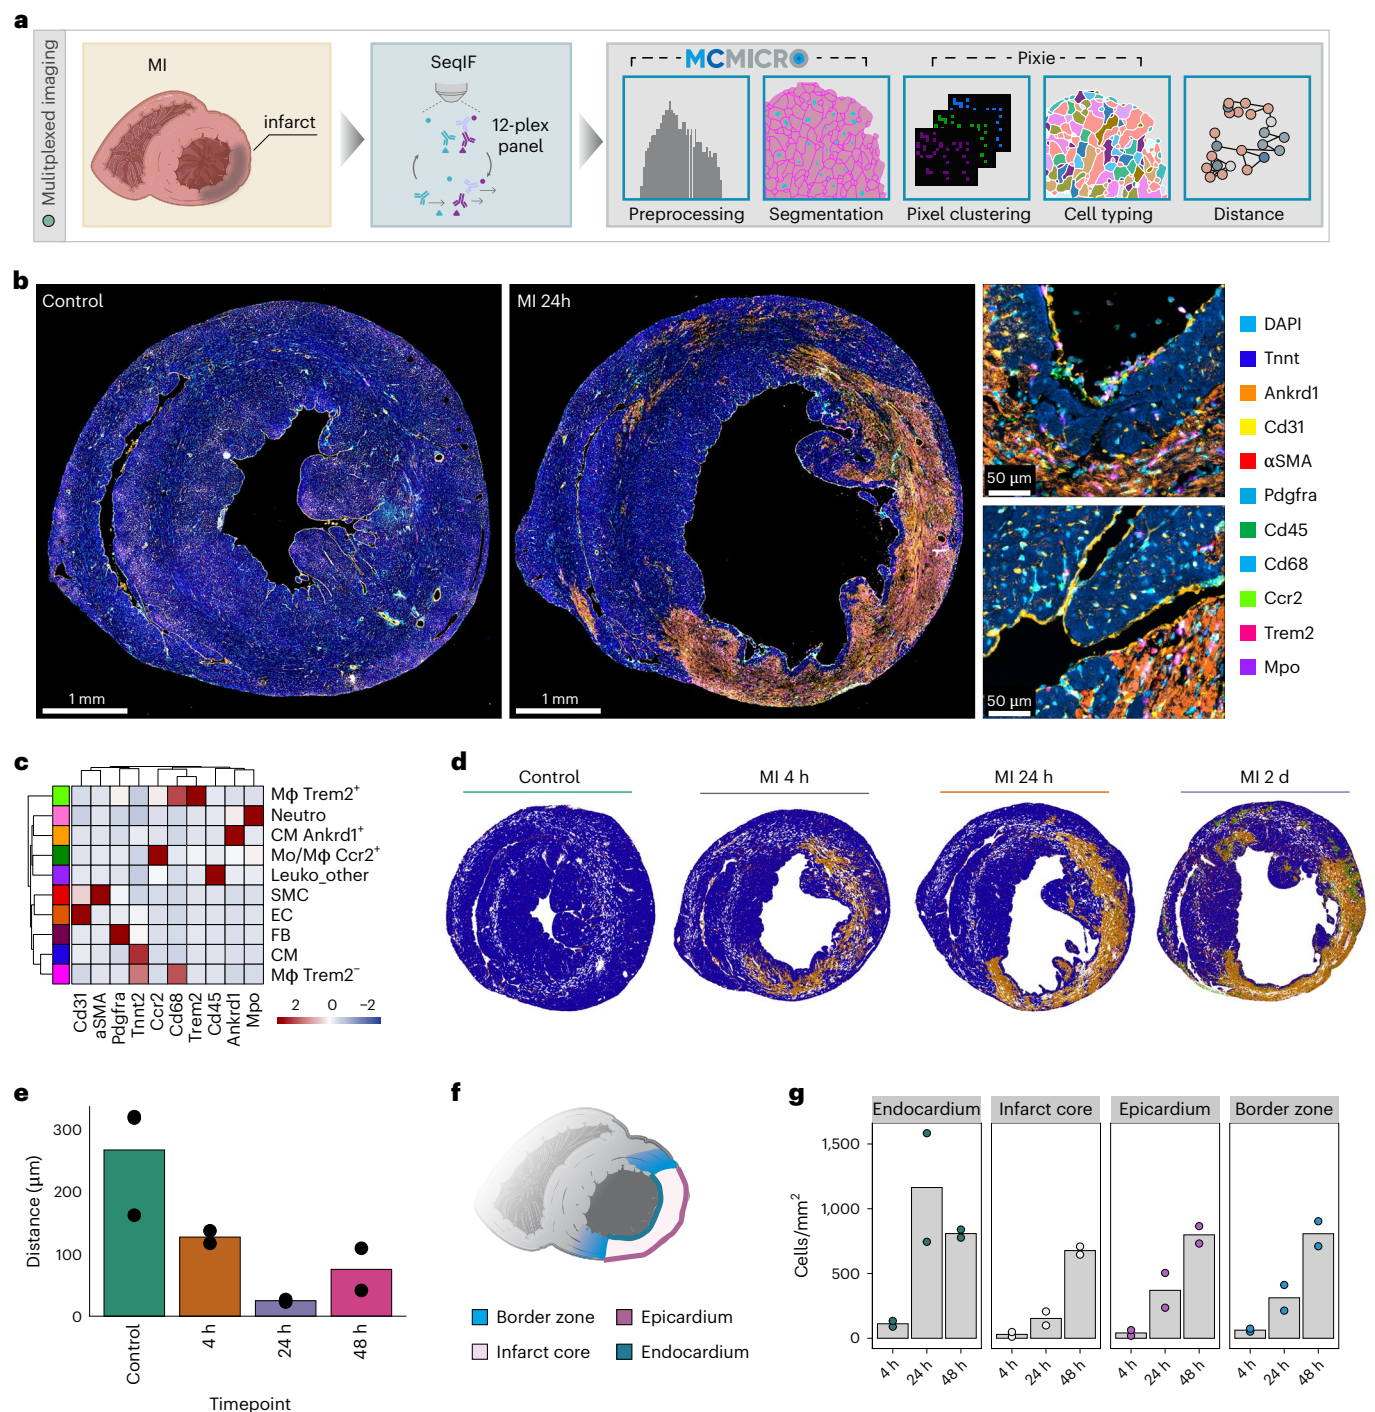 a
Mulitplexed imaging
MI
infarct
SeqIF
12-plex
panel
MCMICRO
Pixie
Preprocessing
Segmentation
Pixel clustering
Cell typing
Distance
b
Control
1 mm
MI 24h
1 mm
50 µm
50 µm
DAPI
Tnnt
Ankrd1
Cd31
αSMA
Pdgfra
Cd45
Cd68
Ccr2
Trem2
Mpo
c
Mϕ Trem2⁺
Neutro
CM Ankrd1⁺
Mo/Mϕ Ccr2⁺
Leuko_other
SMC
EC
FB
CM
Mϕ Trem2⁻
Cd31
aSMA
Pdgfra
Tnnt2
Ccr2
Cd68
Trem2
Cd45
Ankrd1
Mpo
2 0 −2
d
Control
MI 4 h
MI 24 h
MI 2 d
e
Distance (µm)
300
200
100
0
Control
4 h
24 h
48 h
Timepoint
f
Border zone
Epicardium
Infarct core
Endocardium
g
Endocardium
Infarct core
Epicardium
Border zone
Cells/mm²
1,500
1,000
500
0
4 h
24 h
48 h
4 h
24 h
48 h
4 h
24 h
48 h
4 h
24 h
48 h